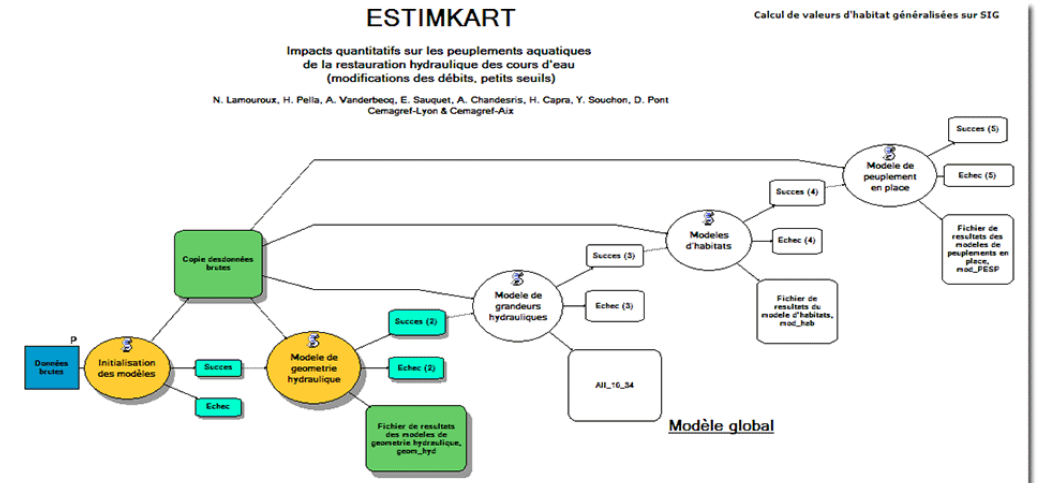 ESTIMKART
Calcul de valeurs d'habitat généralisées sur SIG
Impacts quantitatifs sur les peuplements aquatiques
de la restauration hydraulique des cours d'eau
(modifications des débits, petits seuils)
N. Lamouroux, H. Pella, A. Vanderbecq, E. Sauquet, A. Chandesris, H. Capra, Y. Souchon, D. Pont
Cemagref-Lyon & Cemagref-Aix
Succes (5)
Modele de
peuplement
en place
Echec (5)
Succes (4)
Fichier de
resultats des
modeles de
peuplements en
place,
mod_PESP
Modeles
d'habitats
Echec (4)
Copie desdonnées
brutes
Succes (3)
Fichier de
resultats du
modele d'habitats,
mod_hab
Modele de
grandeurs
hydrauliques
Echec (3)
Succes (2)
P
Données
brutes
Initialisation
des modèles
Succes
Modele de
geometrie
hydraulique
Echec (2)
All_16_34
Echec
Fichier de resultats
des modeles de
geometrie hydraulique,
geom_hyd
Modèle global